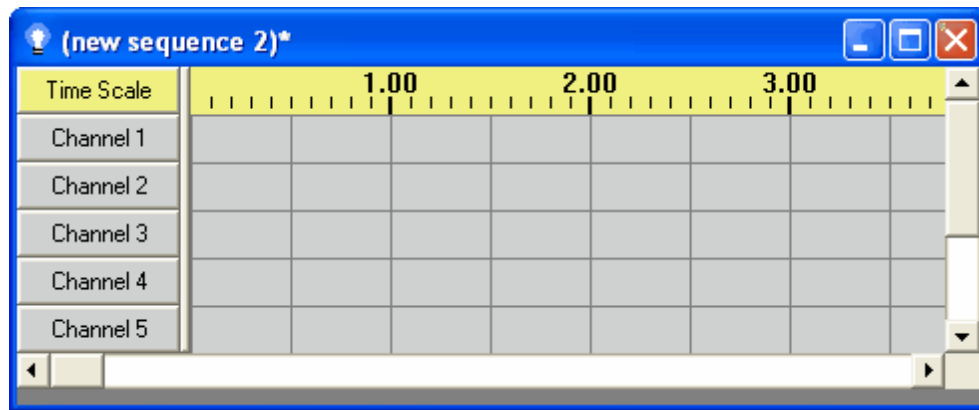 (new sequence 2)*
Time Scale 1.00 2.00 3.00
Channel 1
Channel 2
Channel 3
Channel 4
Channel 5